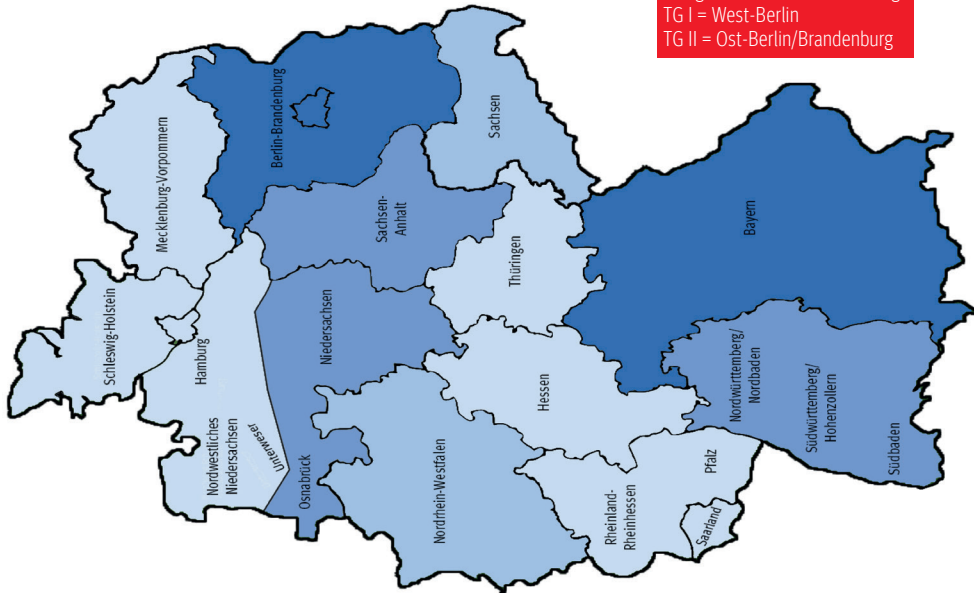 TG I = West-Berlin
TG II = Ost-Berlin/Brandenburg
Mecklenburg-Vorpommern
Berlin-Brandenburg
Sachsen
Schleswig-Holstein
Hamburg
Nordwestliches
Niedersachsen
Unterweser
Osnabrück
Niedersachsen
Sachsen-
Anhalt
Thüringen
Bayern
Nordrhein-Westfalen
Hessen
Rheinland-
Rheinhessen
Pfalz
Saarland
Nordwürttemberg/
Nordbaden
Südwürttemberg/
Hohenzollern
Südbaden